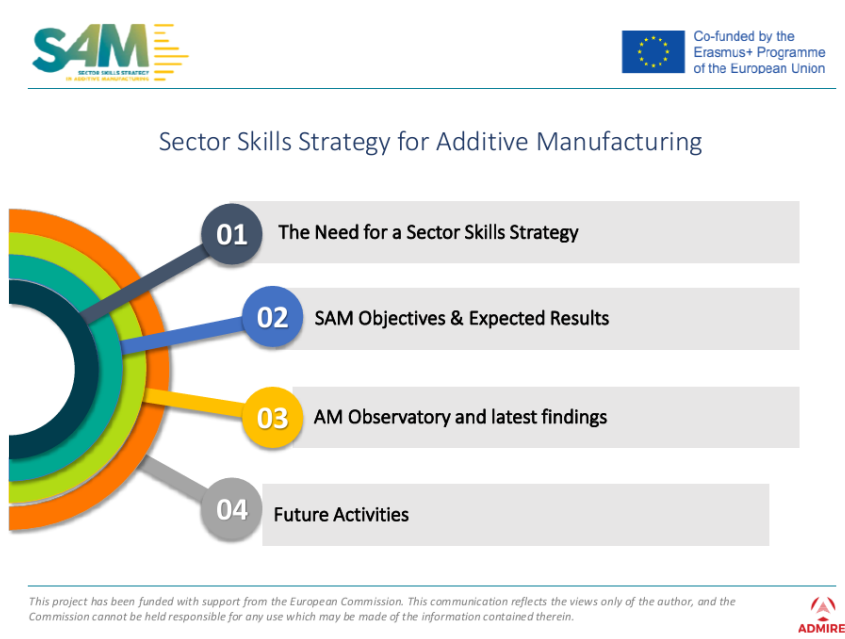 SAM
SECTOR SKILLS STRATEGY
IN ADDITIVE MANUFACTURING
Co-funded by the
Erasmus+ Programme
of the European Union
Sector Skills Strategy for Additive Manufacturing
01 The Need for a Sector Skills Strategy
02 SAM Objectives & Expected Results
03 AM Observatory and latest findings
04 Future Activities
This project has been funded with support from the European Commission. This communication reflects the views only of the author, and the
Commission cannot be held responsible for any use which may be made of the information contained therein.
ADMIRE